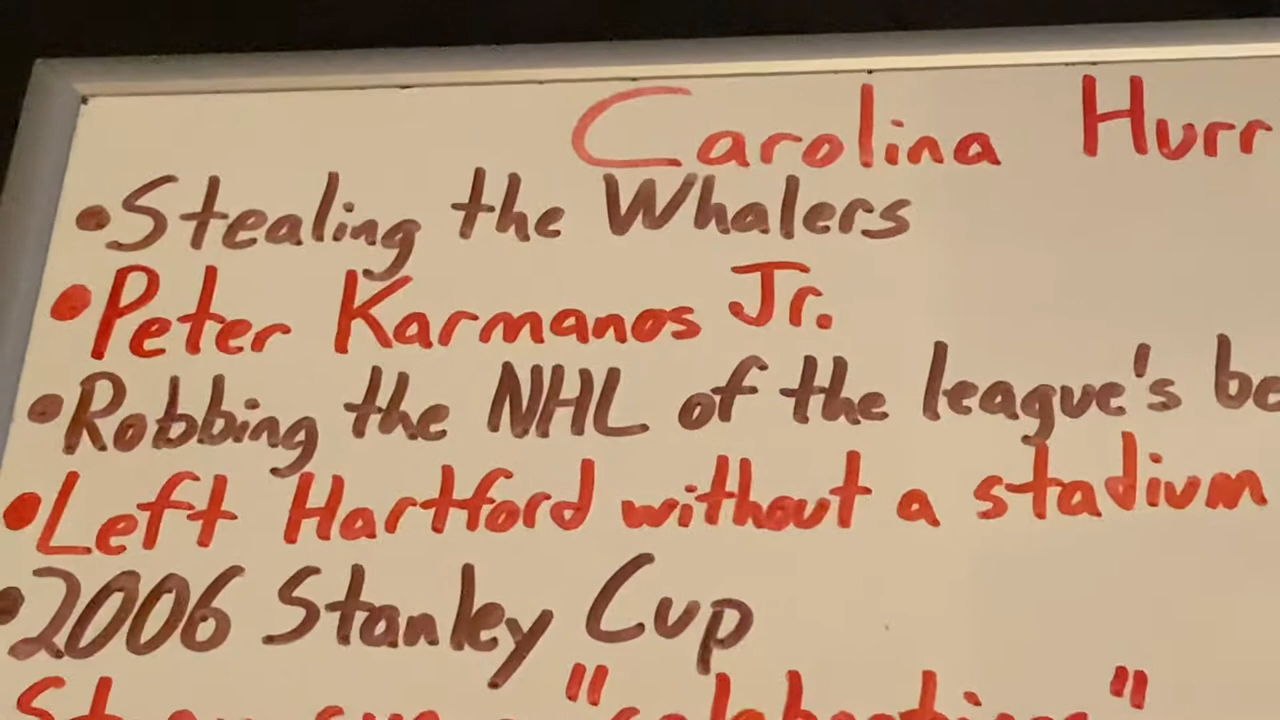 Carolina Hurr
•Stealing the Whalers
•Peter Karmanos Jr.
•Robbing the NHL of the league's be
•Left Hartford without a stadium
•2006 Stanley Cup
"celebrations"